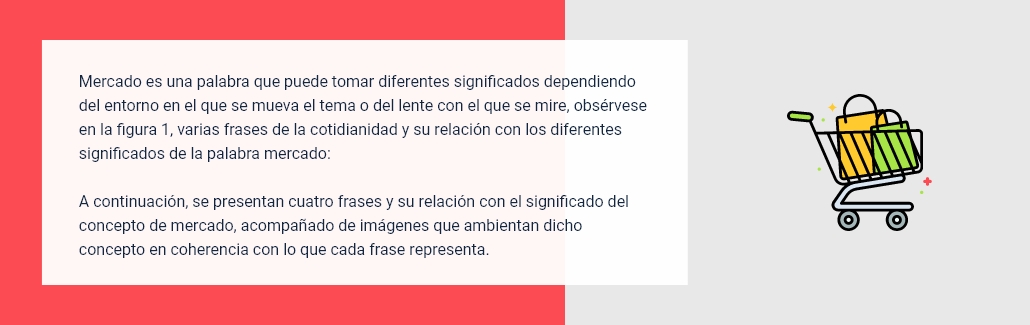 Mercado es una palabra que puede tomar diferentes significados dependiendo
del entorno en el que se mueva el tema o del lente con el que se mire, obsérvese
en la figura 1, varias frases de la cotidianidad y su relación con los diferentes
significados de la palabra mercado:
A continuación, se presentan cuatro frases y su relación con el significado del
concepto de mercado, acompañado de imágenes que ambientan dicho
concepto en coherencia con lo que cada frase representa.